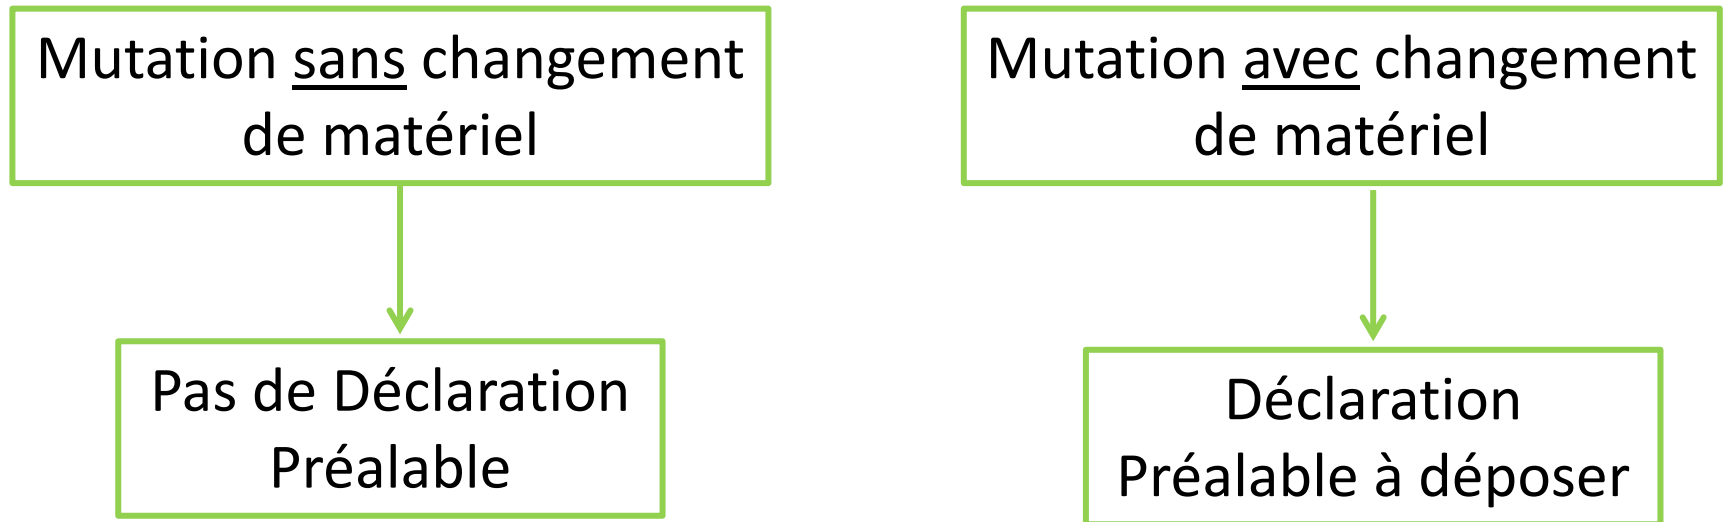 Mutation sans changement
de matériel
Mutation avec changement
de matériel
Pas de Déclaration
Préalable
Déclaration
Préalable à déposer